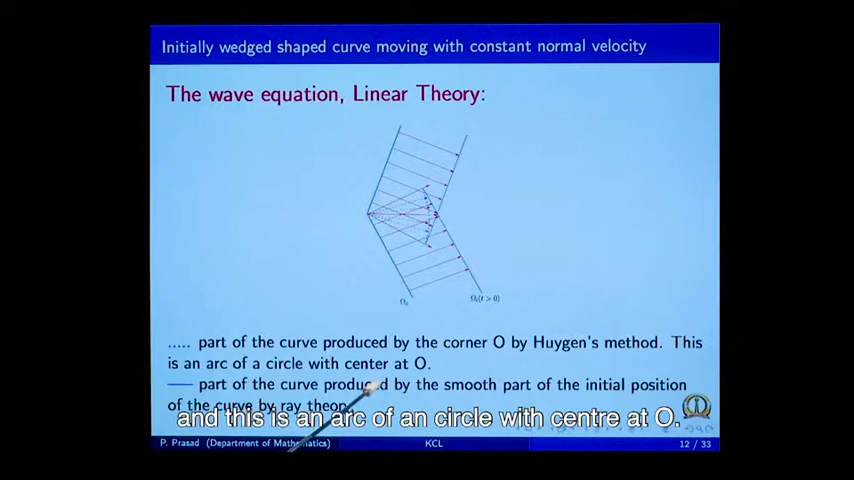 Initially wedged shaped curve moving with constant normal velocity
The wave equation, Linear Theory:
Ω₀
Ωₜ(t > 0)
..... part of the curve produced by the corner O by Huygen's method. This
is an arc of a circle with center at O.
part of the curve produced by the smooth part of the initial position
of the curve by ray theory
and this is an arc of an circle with centre at O.
P. Prasad (Department of Mathematics)
KCL
12 / 33